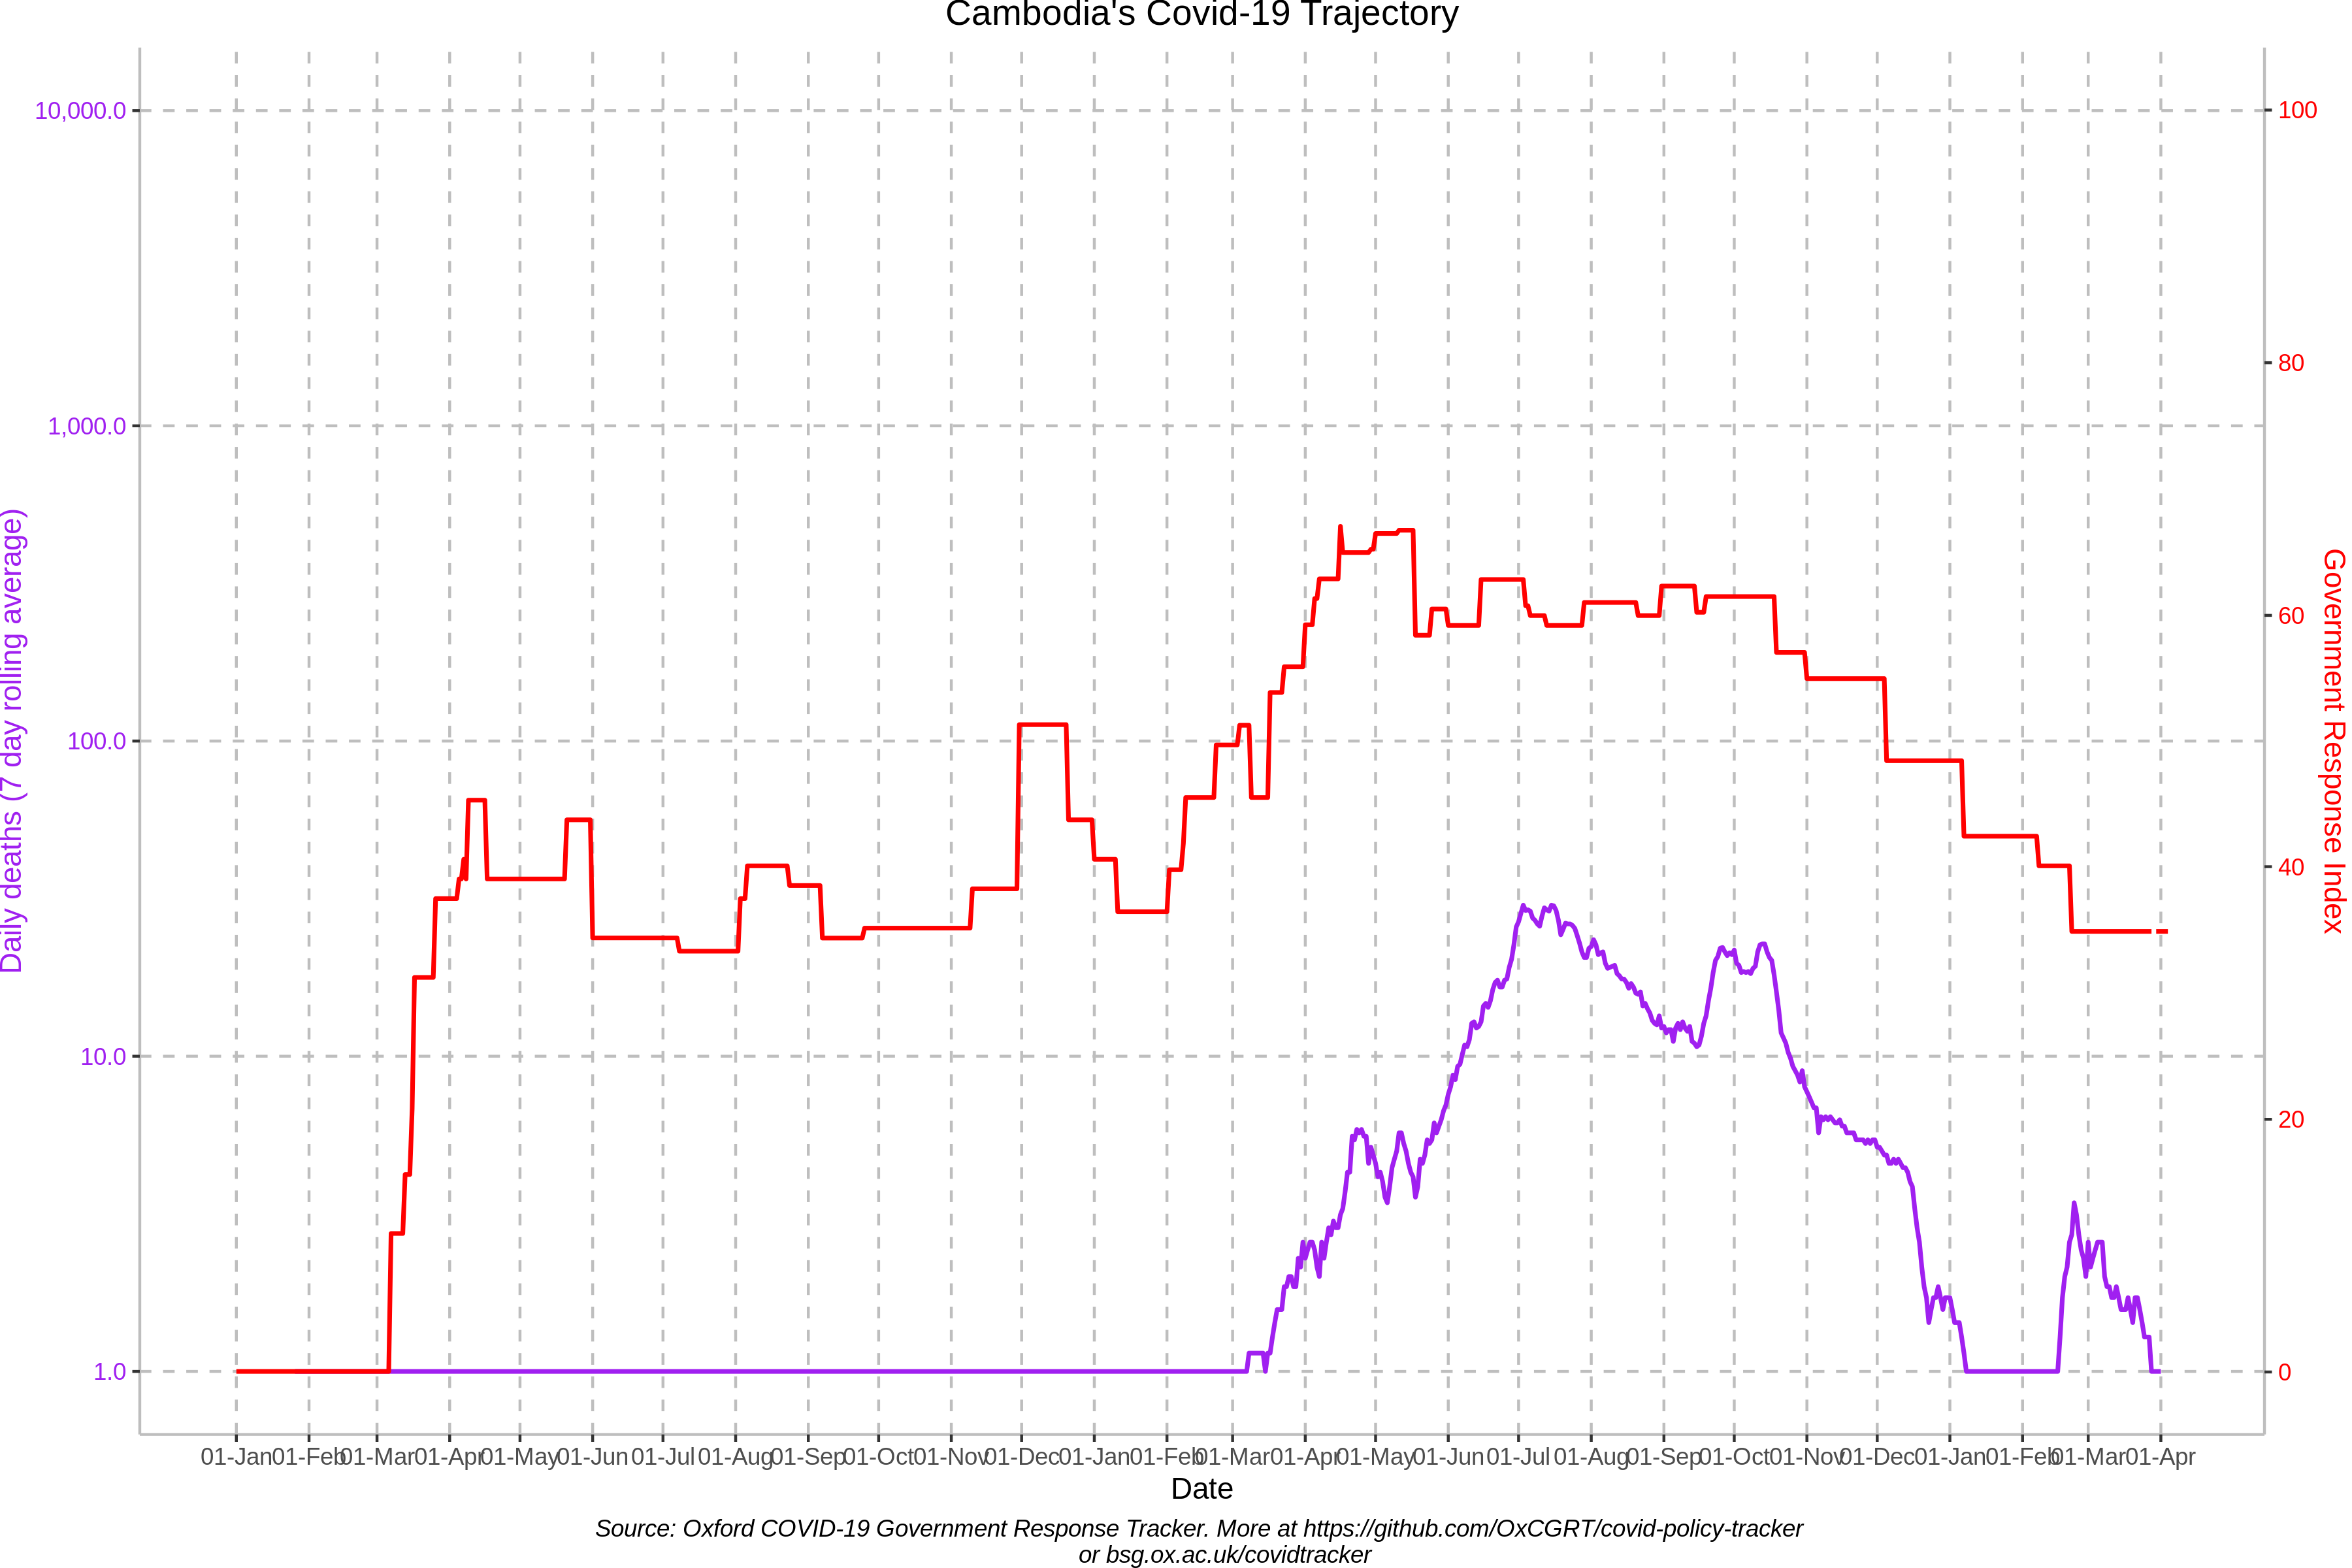 Cambodia's Covid-19 Trajectory
10,000.0
1,000.0
100.0
10.0
1.0
Daily deaths (7 day rolling average)
100
80
60
40
20
0
Government Response Index
01-Jan 01-Feb 01-Mar 01-Apr 01-May 01-Jun 01-Jul 01-Aug 01-Sep 01-Oct 01-Nov 01-Dec 01-Jan 01-Feb 01-Mar 01-Apr 01-May 01-Jun 01-Jul 01-Aug 01-Sep 01-Oct 01-Nov 01-Dec 01-Jan 01-Feb 01-Mar 01-Apr
Date
Source: Oxford COVID-19 Government Response Tracker. More at https://github.com/OxCGRT/covid-policy-tracker
or bsg.ox.ac.uk/covidtracker